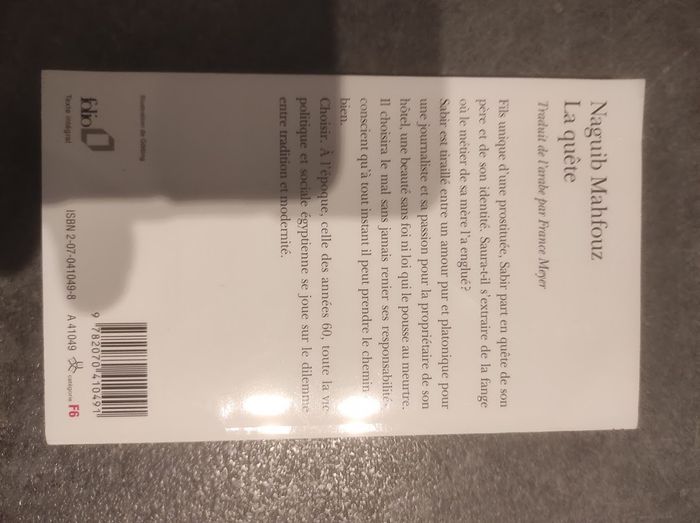 Naguib Mahfouz
La quête
Traduit de l'arabe par France Meyer
Fils unique d'une prostituée, Sabir part en quête de son
père et de son identité. Saura-t-il s'extraire de la fange
où le métier de sa mère l'a englué ?
Sabir est tiraillé entre un amour pur et platonique pour
une journaliste et sa passion pour la propriétaire de son
hôtel, une beauté sans foi ni loi qui le pousse au meurtre.
Il choisira le mal sans jamais renier ses responsabilités,
conscient qu'à tout instant il peut prendre le chemin
bien.
Choisir. À l'époque, celle des années 60, toute la vie
politique et sociale égyptienne se joue sur le dilemme
entre tradition et modernité.
Illustration de Götting
folio
Texte intégral
ISBN 2-07-041049-8
A 41049
catégorie F6
9 782070 410491